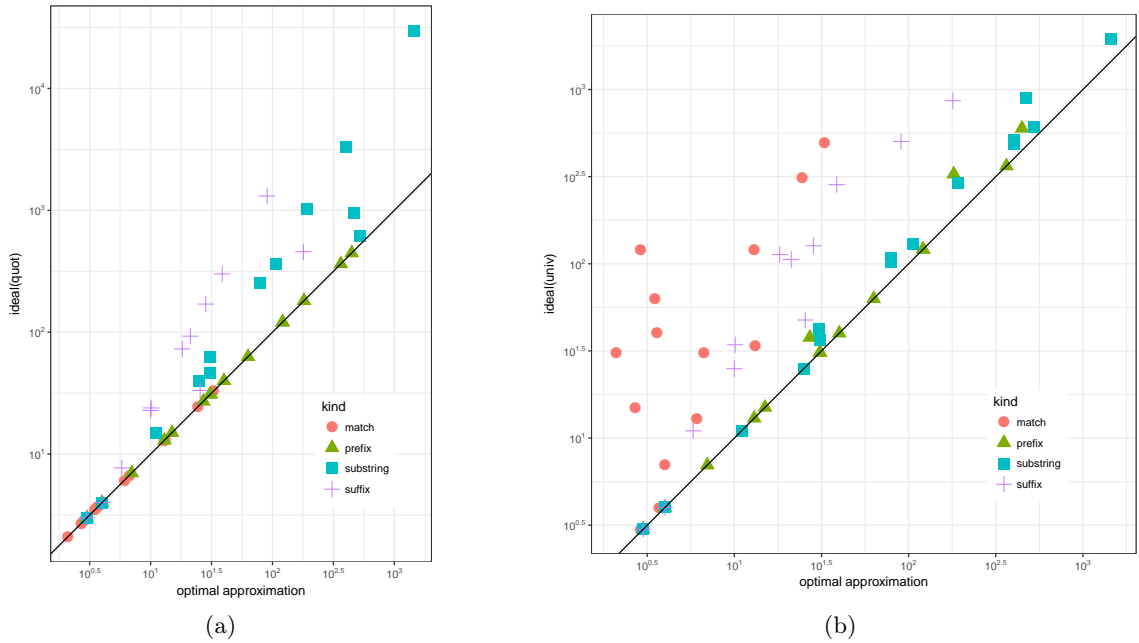 10^4
10^3
10^2
10^1
ideal(quot)
kind
match
prefix
substring
suffix
10^0.5 10^1 10^1.5 10^2 10^2.5 10^3
optimal approximation
(a)
10^3
10^2.5
10^2
10^1.5
10^1
10^0.5
ideal(univ)
kind
match
prefix
substring
suffix
10^0.5 10^1 10^1.5 10^2 10^2.5 10^3
optimal approximation
(b)